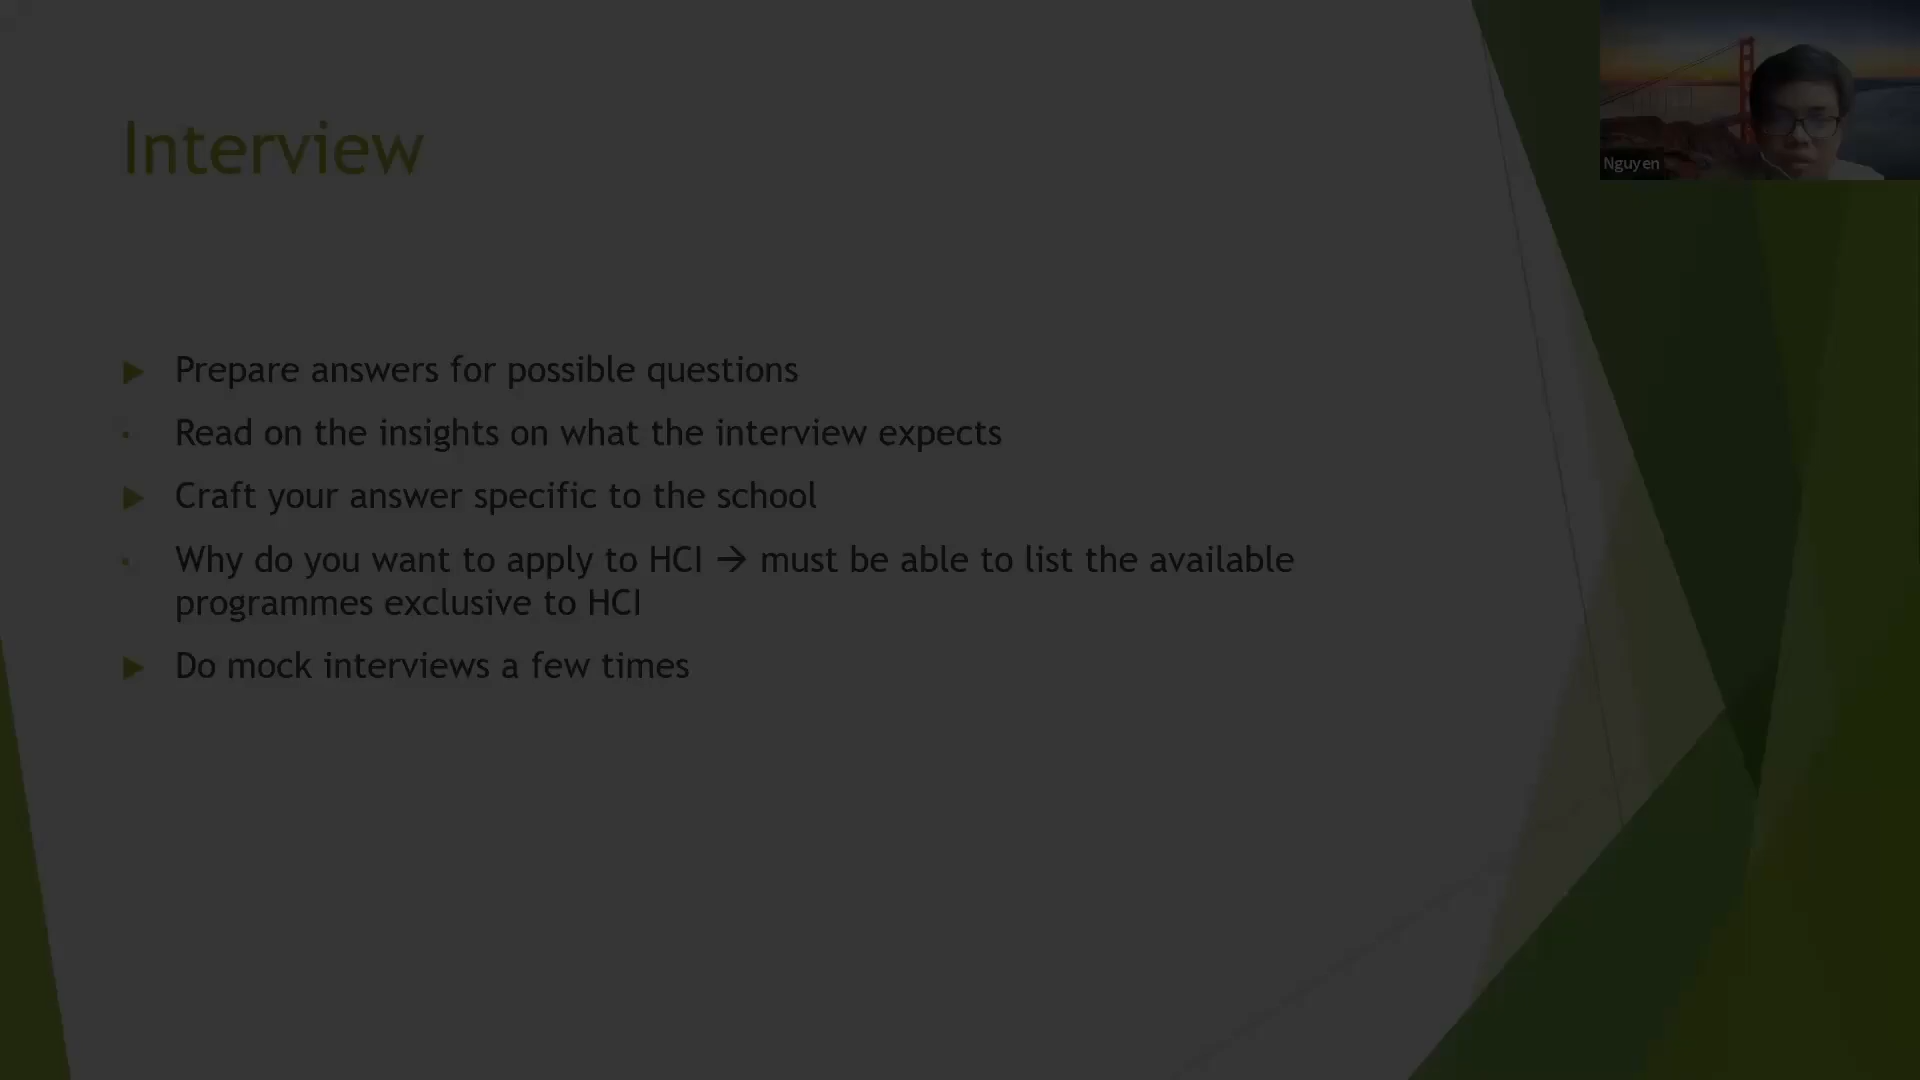 Interview
Nguyen
Prepare answers for possible questions
Read on the insights on what the interview expects
Craft your answer specific to the school
Why do you want to apply to HCI → must be able to list the available
programmes exclusive to HCI
Do mock interviews a few times